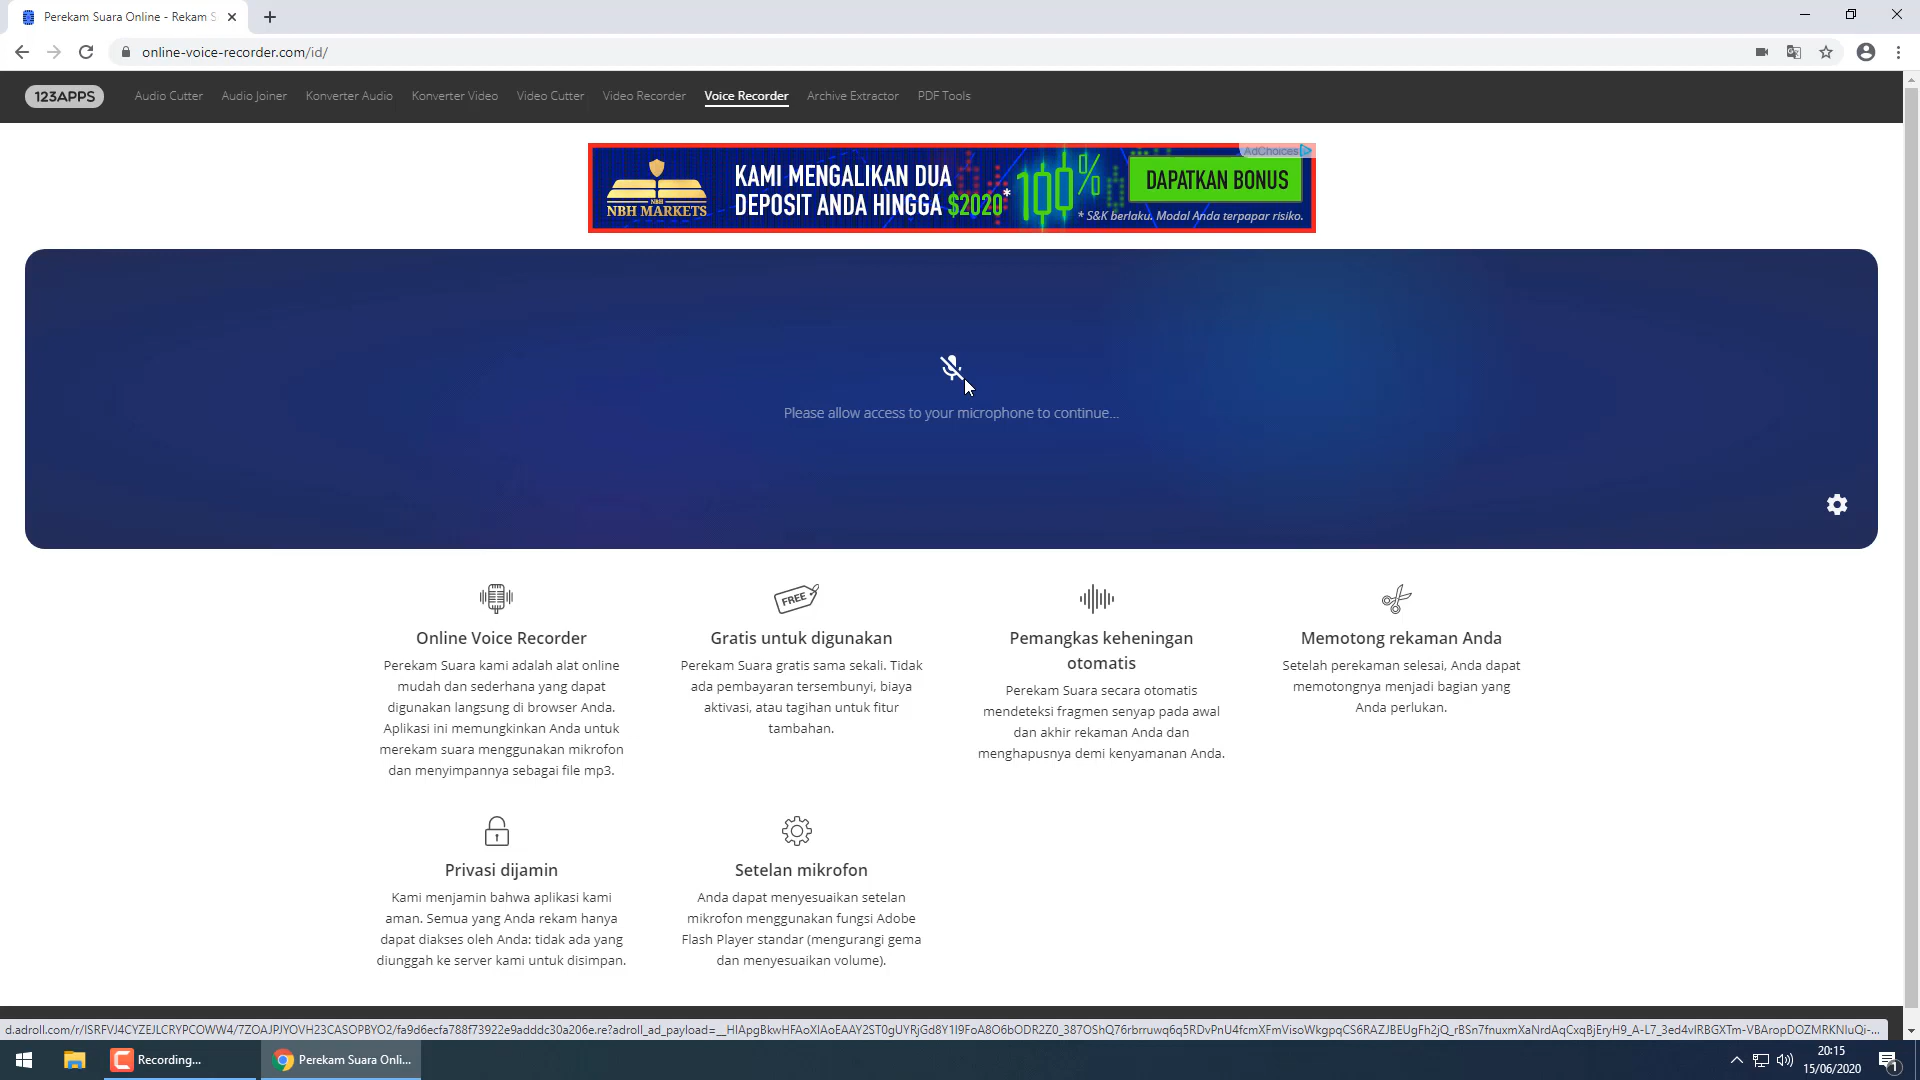 Perekam Suara Online - Rekam S
online-voice-recorder.com/id/
123APPS
Audio Cutter
Audio Joiner
Konverter Audio
Konverter Video
Video Cutter
Video Recorder
Voice Recorder
Archive Extractor
PDF Tools
AdChoices
NBH
NBH MARKETS
KAMI MENGALIKAN DUA
DEPOSIT ANDA HINGGA $2020*
100%
DAPATKAN BONUS
* S&K berlaku. Modal Anda terpapar risiko.
Please allow access to your microphone to continue...
Online Voice Recorder
Perekam Suara kami adalah alat online
mudah dan sederhana yang dapat
digunakan langsung di browser Anda.
Aplikasi ini memungkinkan Anda untuk
merekam suara menggunakan mikrofon
dan menyimpannya sebagai file mp3.
FREE
Gratis untuk digunakan
Perekam Suara gratis sama sekali. Tidak
ada pembayaran tersembunyi, biaya
aktivasi, atau tagihan untuk fitur
tambahan.
Pemangkas keheningan
otomatis
Perekam Suara secara otomatis
mendeteksi fragmen senyap pada awal
dan akhir rekaman Anda dan
menghapusnya demi kenyamanan Anda.
Memotong rekaman Anda
Setelah perekaman selesai, Anda dapat
memotongnya menjadi bagian yang
Anda perlukan.
Privasi dijamin
Kami menjamin bahwa aplikasi kami
aman. Semua yang Anda rekam hanya
dapat diakses oleh Anda: tidak ada yang
diunggah ke server kami untuk disimpan.
Setelan mikrofon
Anda dapat menyesuaikan setelan
mikrofon menggunakan fungsi Adobe
Flash Player standar (mengurangi gema
dan menyesuaikan volume).
Recording...
Perekam Suara Onli...
20:15
15/06/2020
1